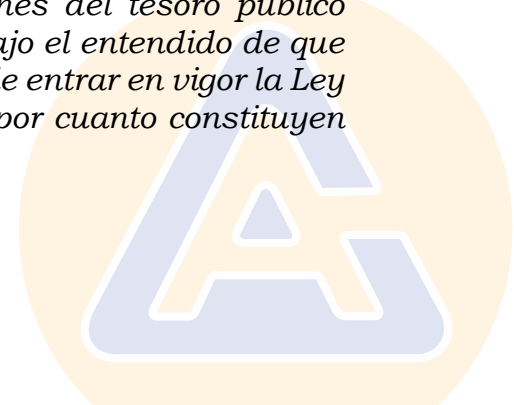 nes del tesoro público
ajo el entendido de que
e entrar en vigor la Ley
por cuanto constituyen